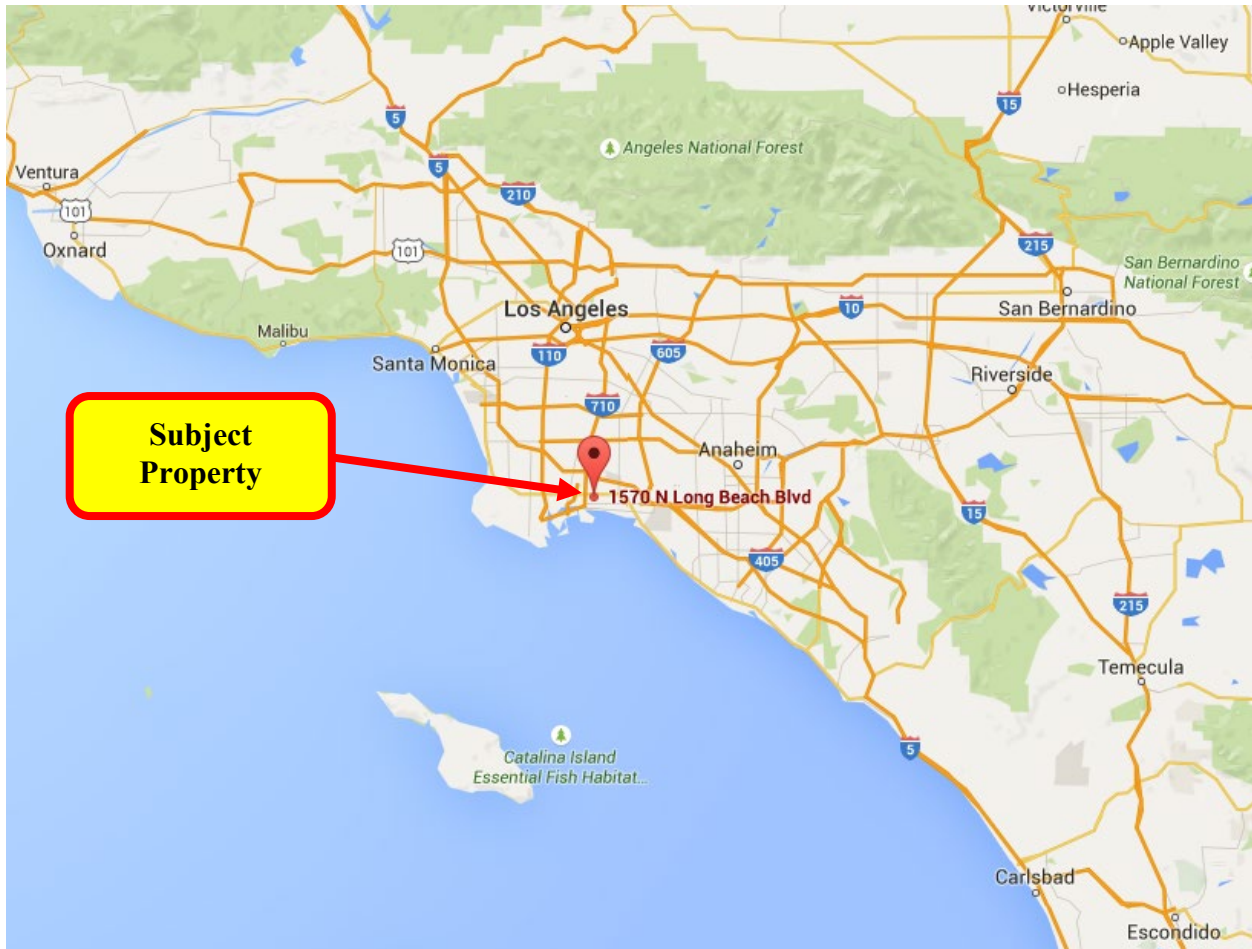 Victorville
Apple Valley
Hesperia
15
5
Angeles National Forest
5
Ventura
210
101
Oxnard
101
215
San Bernardino
National Forest
Los Angeles
10
San Bernardino
Malibu
Santa Monica
110
605
Riverside
710
Subject
Property
Anaheim
1570 N Long Beach Blvd
15
405
215
Temecula
5
Catalina Island
Essential Fish Habitat...
Carlsbad
Escondido